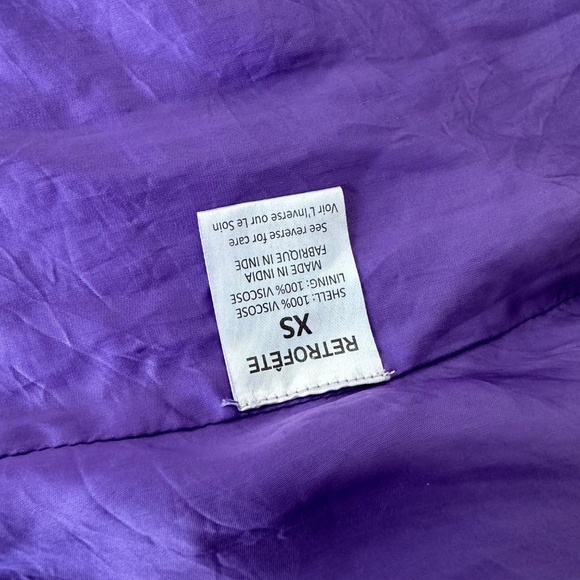 RETROFÊTE
XS
SHELL: 100% VISCOSE
LINING: 100% VISCOSE
MADE IN INDIA
FABRIQUE IN INDE
See reverse for care
Voir L'Inverse our Le Soin